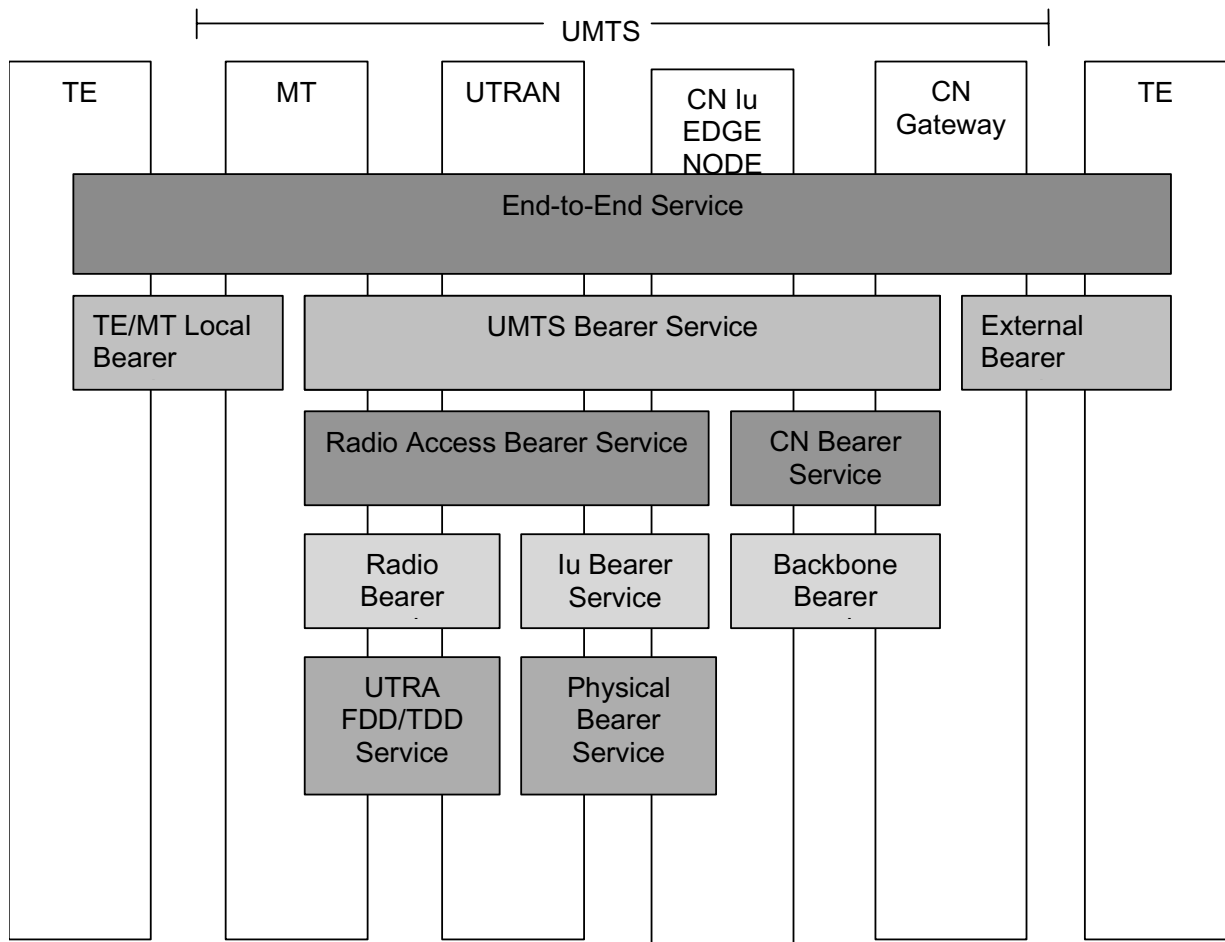 UMTS
TE
MT
UTRAN
CN Iu
EDGE
NODE
CN
Gateway
TE
End-to-End Service
TE/MT Local
Bearer
UMTS Bearer Service
External
Bearer
Radio Access Bearer Service
CN Bearer
Service
Radio
Bearer
Iu Bearer
Service
Backbone
Bearer
UTRA
FDD/TDD
Service
Physical
Bearer
Service